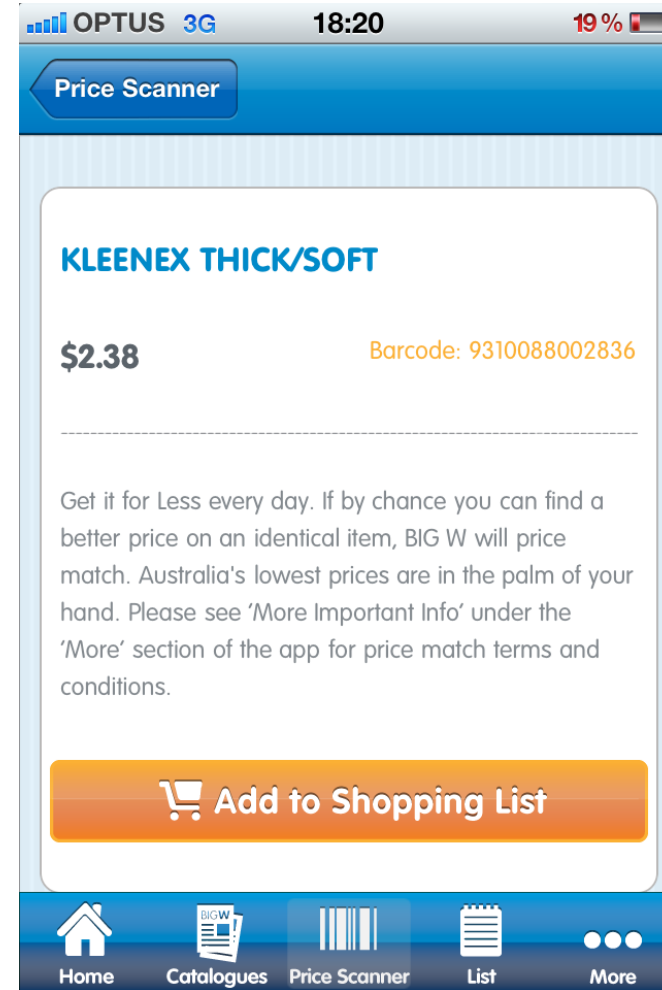 OPTUS 3G 18:20 19 %
Price Scanner
KLEENEX THICK/SOFT
$2.38 Barcode: 9310088002836
Get it for Less every day. If by chance you can find a
better price on an identical item, BIG W will price
match. Australia's lowest prices are in the palm of your
hand. Please see ‘More Important Info’ under the
‘More’ section of the app for price match terms and
conditions.
Add to Shopping List
BIG W
Home Catalogues Price Scanner List More